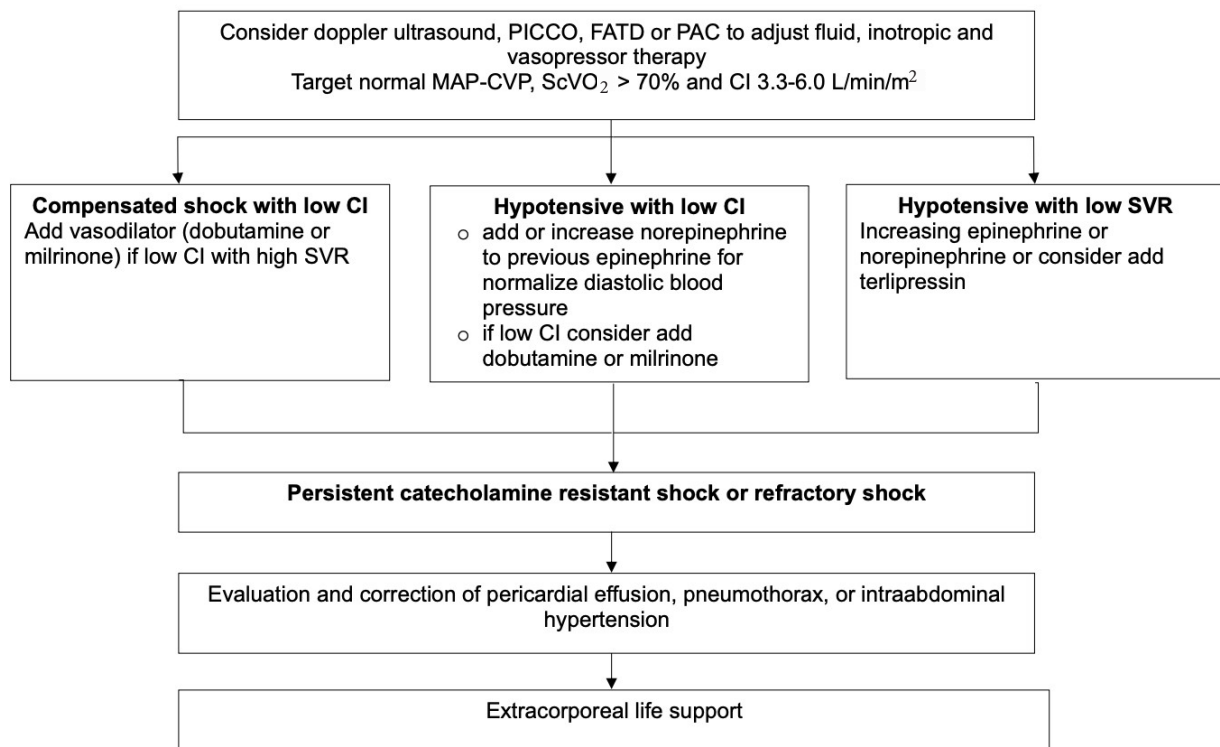 Consider doppler ultrasound, PICCO, FATD or PAC to adjust fluid, inotropic and
vasopressor therapy
Target normal MAP-CVP, ScVO₂ > 70% and CI 3.3-6.0 L/min/m²
Compensated shock with low CI
Add vasodilator (dobutamine or
milrinone) if low CI with high SVR
Hypotensive with low CI
○ add or increase norepinephrine
to previous epinephrine for
normalize diastolic blood
pressure
○ if low CI consider add
dobutamine or milrinone
Hypotensive with low SVR
Increasing epinephrine or
norepinephrine or consider add
terlipressin
Persistent catecholamine resistant shock or refractory shock
Evaluation and correction of pericardial effusion, pneumothorax, or intraabdominal
hypertension
Extracorporeal life support